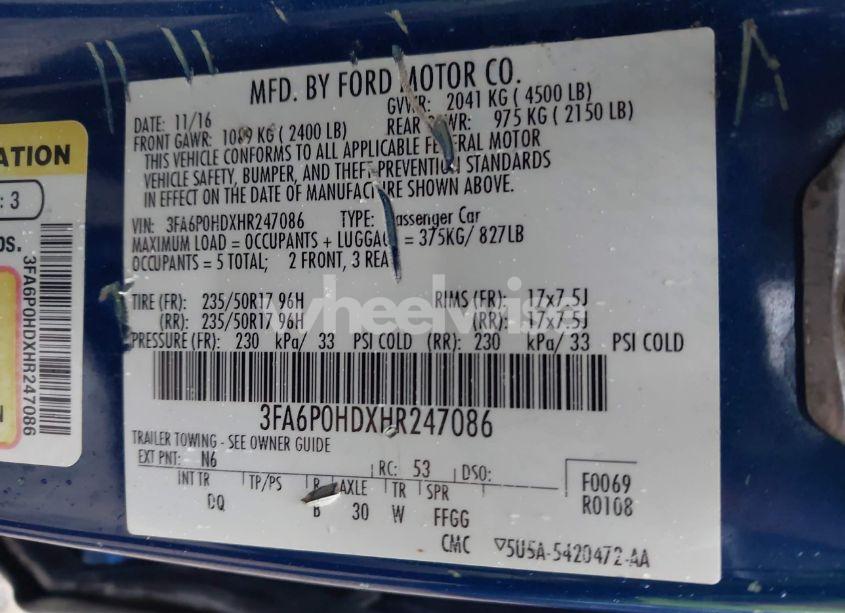 MFD. BY FORD MOTOR CO.
DATE: 11/16 GVWR: 2041 KG ( 4500 LB)
FRONT GAWR: 1089 KG ( 2400 LB) REAR GAWR: 975 KG ( 2150 LB)
THIS VEHICLE CONFORMS TO ALL APPLICABLE FEDERAL MOTOR
VEHICLE SAFETY, BUMPER, AND THEFT PREVENTION STANDARDS
IN EFFECT ON THE DATE OF MANUFACTURE SHOWN ABOVE.
VIN: 3FA6P0HDXHR247086 TYPE: Passenger Car
MAXIMUM LOAD = OCCUPANTS + LUGGAGE = 375KG/ 827LB
OCCUPANTS = 5 TOTAL; 2 FRONT, 3 REAR
TIRE (FR): 235/50R17 96H RIMS (FR): 17x7.5J
(RR): 235/50R17 96H (RR): 17x7.5J
PRESSURE (FR): 230 kPa/ 33 PSI COLD (RR): 230 kPa/ 33 PSI COLD
3FA6P0HDXHR247086
TRAILER TOWING - SEE OWNER GUIDE
EXT PNT: N6 RC: 53 DSO:
INT TR TP/PS R AXLE TR SPR
DQ B 30 W FFGG
F0069
R0108
CMC ▽5U5A-5420472-AA
ATION
: 3
OS.
3FA6P0HDXHR247086
N
wheelwise